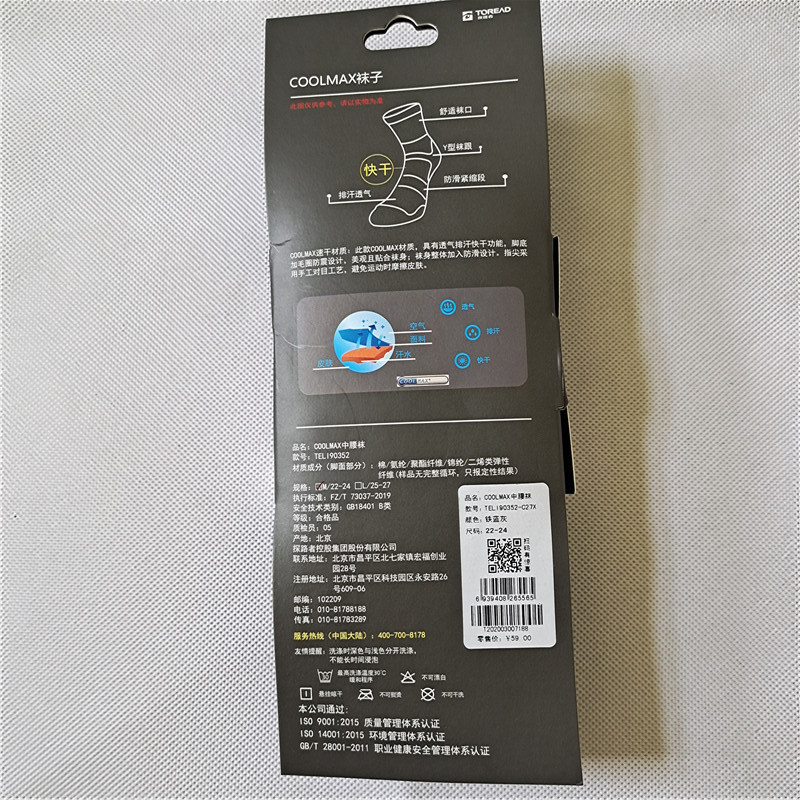 TOREAD
探路者
COOLMAX袜子
此图仅供参考，请以实物为准
舒适袜口
Y型袜跟
快干
防滑紧缩段
排汗透气
COOLMAX速干材质：此款COOLMAX材质，具有透气排汗快干功能，脚底
加毛圈防震设计，美观且贴合袜身；袜身整体加入防滑设计。指尖采
用手工对目工艺，避免运动时摩擦皮肤。
透气
空气
排汗
面料
汗水
快干
皮肤
COOLMAX
品名：COOLMAX中腰袜
款号：TELI90352
材质成分（脚面部分）：棉/氨纶/聚酯纤维/锦纶/二烯类弹性
纤维(样品无完整循环，只报定性结果)
规格：☑M/22-24 □L/25-27
执行标准：FZ/T 73037-2019
安全技术类别：GB18401 B类
等级：合格品
质检员：05
产地：北京
探路者控股集团股份有限公司
联系地址：北京市昌平区北七家镇宏福创业
园28号
注册地址：北京市昌平区科技园区永安路26
号609-06
邮编：102209
电话：010-81788188
传真：010-81783289
服务热线（中国大陆）：400-700-8178
友情提醒：洗涤时深色与浅色分开洗涤，
不能长时间浸泡
最高洗涤温度30℃
缓和程序
不可漂白
悬挂晾干
不可熨烫
不可干洗
本公司通过：
ISO 9001:2015 质量管理体系认证
ISO 14001:2015 环境管理体系认证
GB/T 28001-2011 职业健康安全管理体系认证
品名：COOLMAX中腰袜
款号：TELI90352-C27X
颜色：铁蓝灰
尺码：22-24
扫码有惊喜
6939408265565
T202003007188
零售价：¥59.00